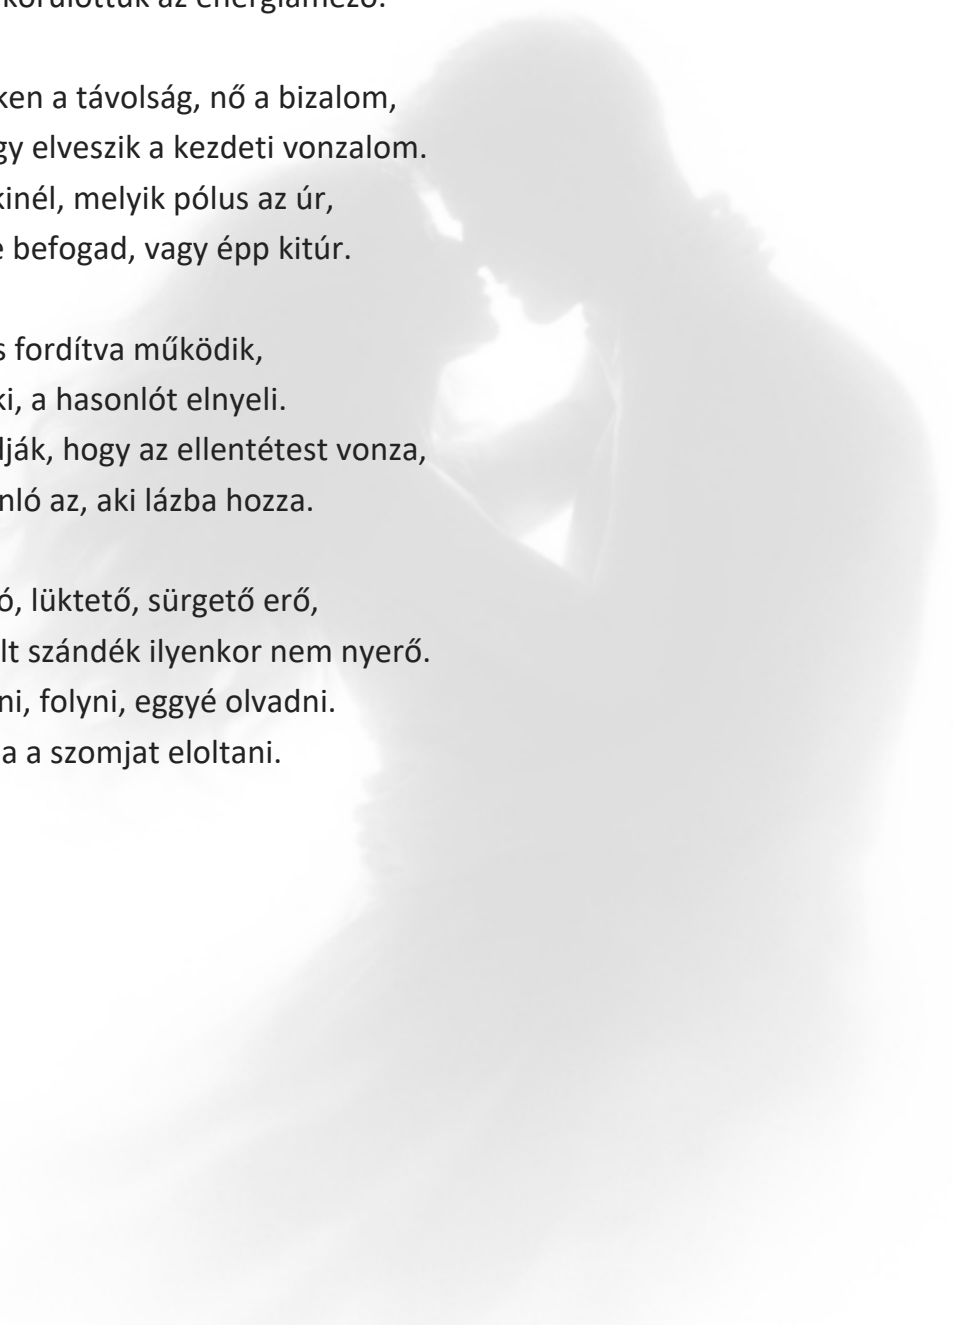 körülöttük az energiamező.
ken a távolság, nő a bizalom,
gy elveszik a kezdeti vonzalom.
kinél, melyik pólus az úr,
e befogad, vagy épp kitúr.
s fordítva működik,
ki, a hasonlót elnyeli.
lják, hogy az ellentétest vonza,
nló az, aki lázba hozza.
ó, lüktető, sürgető erő,
lt szándék ilyenkor nem nyerő.
ni, folyni, eggyé olvadni.
a a szomjat eloltani.